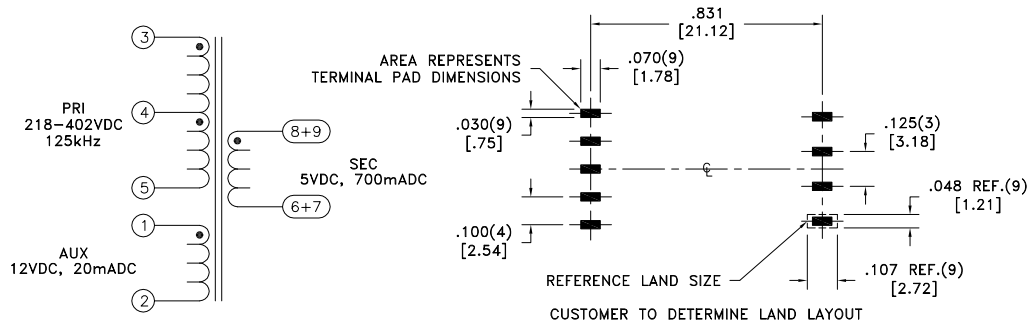 3
4
5
1
2
PRI
218-402VDC
125kHz
AUX
12VDC, 20mADC
8+9
SEC
5VDC, 700mADC
6+7
.831
[21.12]
AREA REPRESENTS
TERMINAL PAD DIMENSIONS
.070(9)
[1.78]
.030(9)
[.75]
.125(3)
[3.18]
℄
.048 REF.(9)
[1.21]
.100(4)
[2.54]
REFERENCE LAND SIZE
.107 REF.(9)
[2.72]
CUSTOMER TO DETERMINE LAND LAYOUT